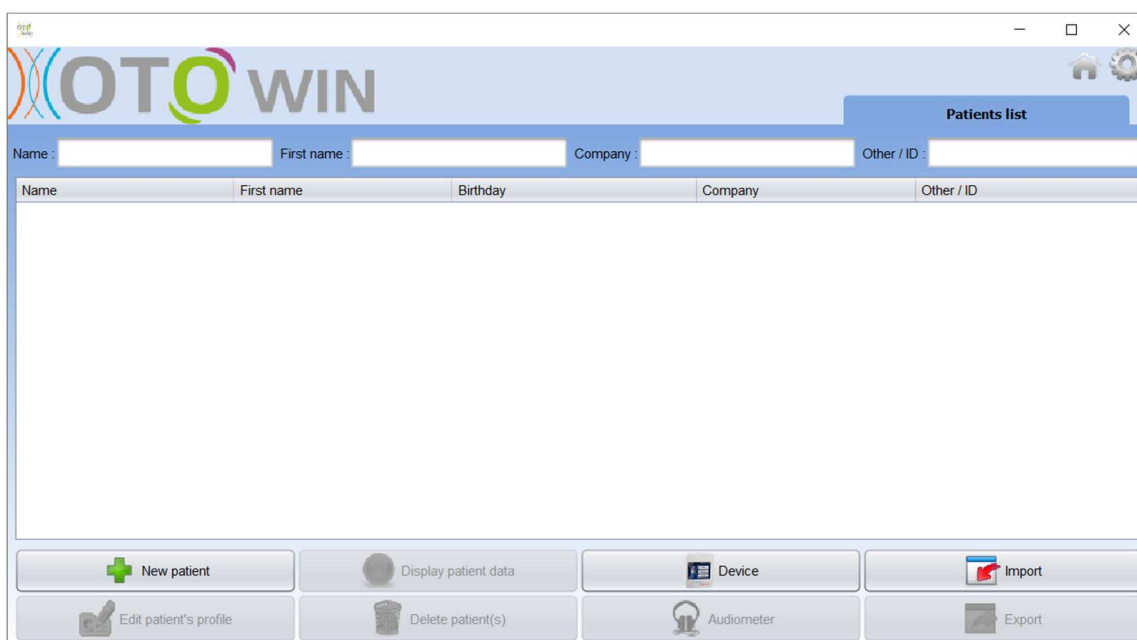 OTO WIN
Patients list
Name : First name : Company : Other / ID :
Name First name Birthday Company Other / ID
New patient Display patient data Device Import
Edit patient's profile Delete patient(s) Audiometer Export